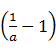 (1/a − 1)